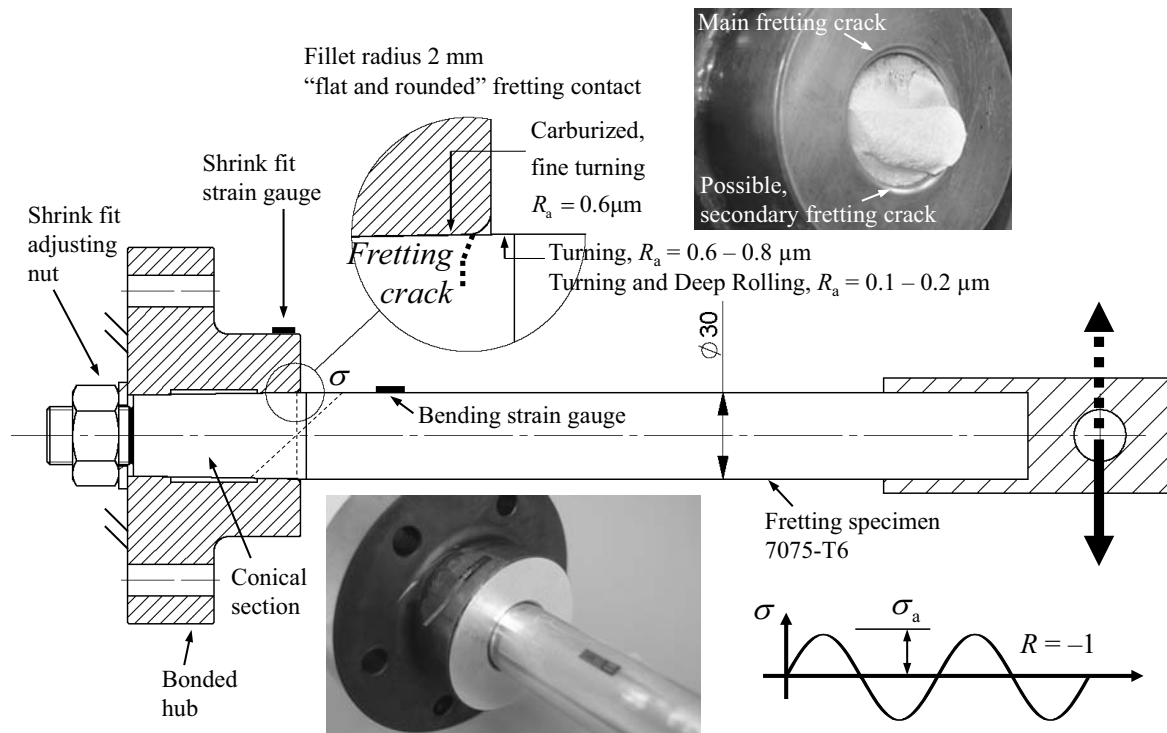 Main fretting crack
Fillet radius 2 mm
“flat and rounded” fretting contact
Carburized,
fine turning
Rₐ = 0.6μm
Shrink fit
strain gauge
Possible,
secondary fretting crack
Shrink fit
adjusting
nut
Fretting
crack
Turning, Rₐ = 0.6 – 0.8 μm
Turning and Deep Rolling, Rₐ = 0.1 – 0.2 μm
Ø30
σ
Bending strain gauge
Fretting specimen
7075-T6
Conical
section
Bonded
hub
σ
σₐ
R = –1